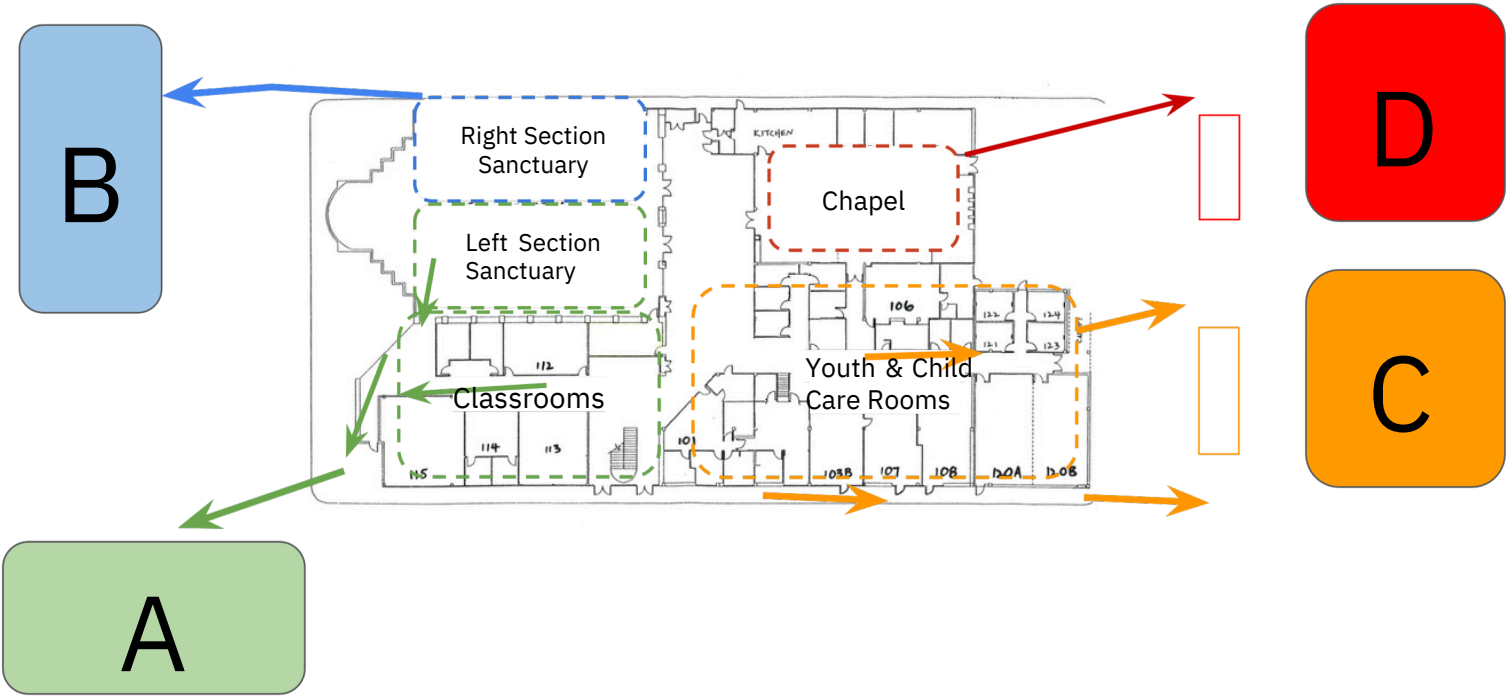 B
Right Section
Sanctuary
Left Section
Sanctuary
KITCHEN
Chapel
D
106
122
124
121
123
112
Classrooms
Youth & Child
Care Rooms
C
114
113
115
101
103B
107
108
120A
120B
A